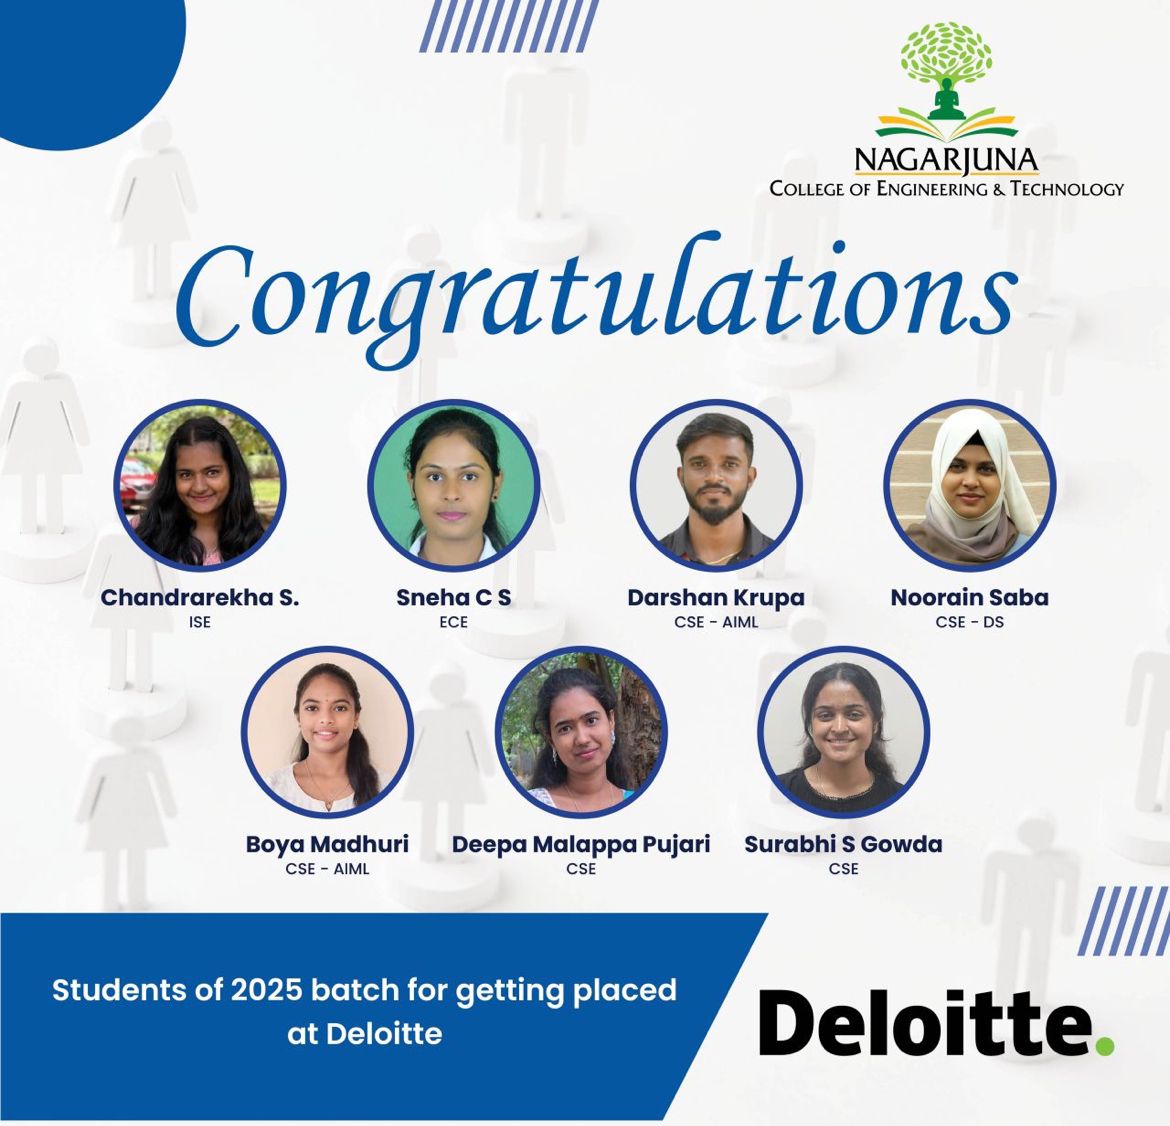 NAGARJUNA
COLLEGE OF ENGINEERING & TECHNOLOGY
Congratulations
Chandrarekha S.
ISE
Sneha C S
ECE
Darshan Krupa
CSE - AIML
Noorain Saba
CSE - DS
Boya Madhuri
CSE - AIML
Deepa Malappa Pujari
CSE
Surabhi S Gowda
CSE
Students of 2025 batch for getting placed
at Deloitte
Deloitte.